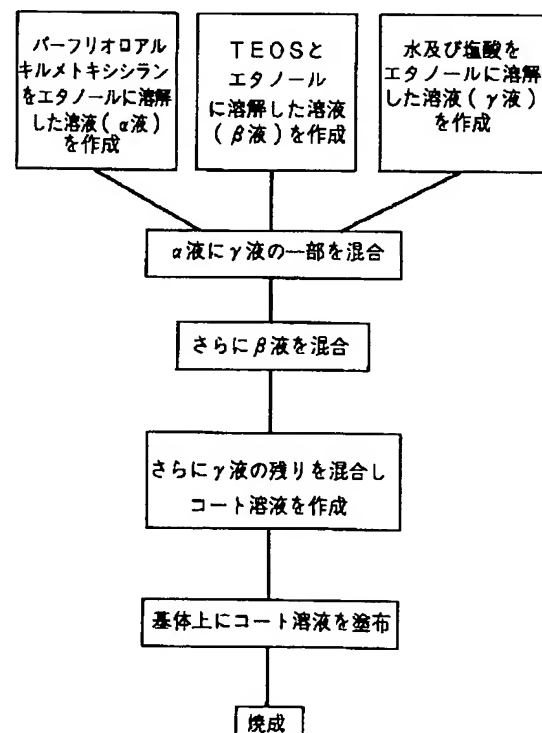 パーフリオロアル
キルメトキシシラン
をエタノールに溶解
した溶液(α液)
を作成
TEOSと
エタノール
に溶解した溶液
(β液)を作成
水及び塩酸を
エタノールに溶解
した溶液(γ液)
を作成
α液にγ液の一部を混合
さらにβ液を混合
さらにγ液の残りを混合し
コート溶液を作成
基体上にコート溶液を塗布
焼成